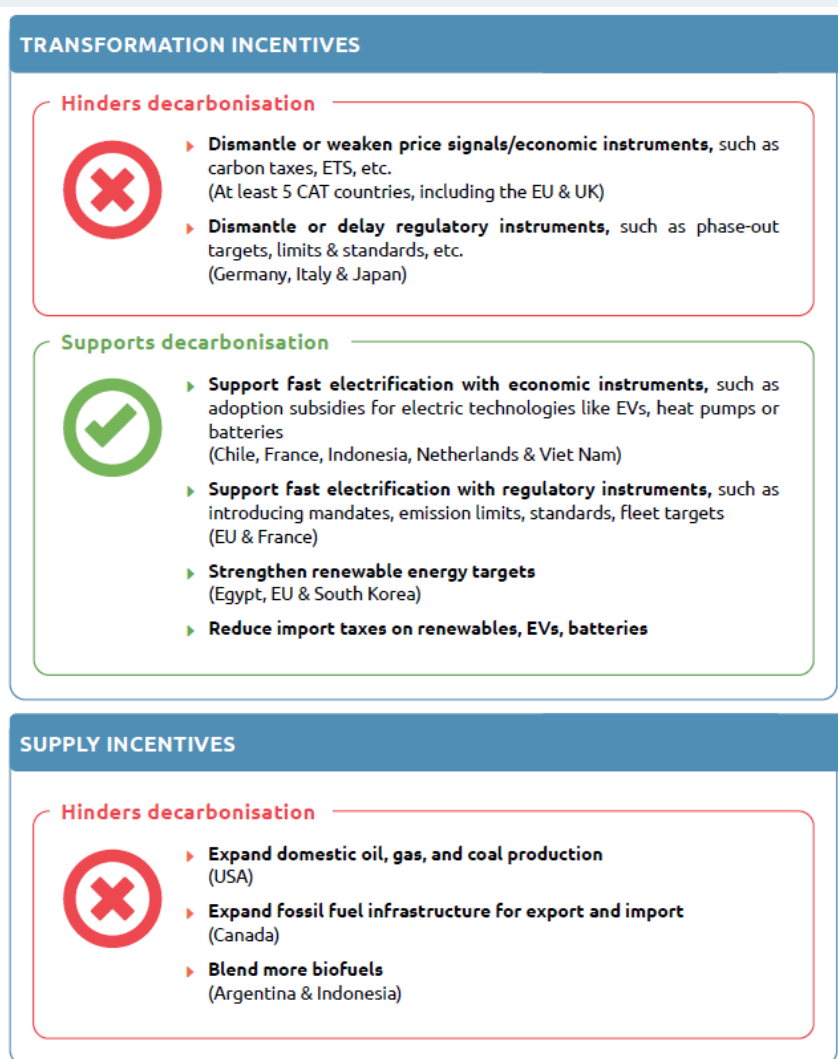 TRANSFORMATION INCENTIVES
Hinders decarbonisation
Dismantle or weaken price signals/economic instruments, such as
carbon taxes, ETS, etc.
(At least 5 CAT countries, including the EU & UK)
Dismantle or delay regulatory instruments, such as phase-out
targets, limits & standards, etc.
(Germany, Italy & Japan)
Supports decarbonisation
Support fast electrification with economic instruments, such as
adoption subsidies for electric technologies like EVs, heat pumps or
batteries
(Chile, France, Indonesia, Netherlands & Viet Nam)
Support fast electrification with regulatory instruments, such as
introducing mandates, emission limits, standards, fleet targets
(EU & France)
Strengthen renewable energy targets
(Egypt, EU & South Korea)
Reduce import taxes on renewables, EVs, batteries
SUPPLY INCENTIVES
Hinders decarbonisation
Expand domestic oil, gas, and coal production
(USA)
Expand fossil fuel infrastructure for export and import
(Canada)
Blend more biofuels
(Argentina & Indonesia)